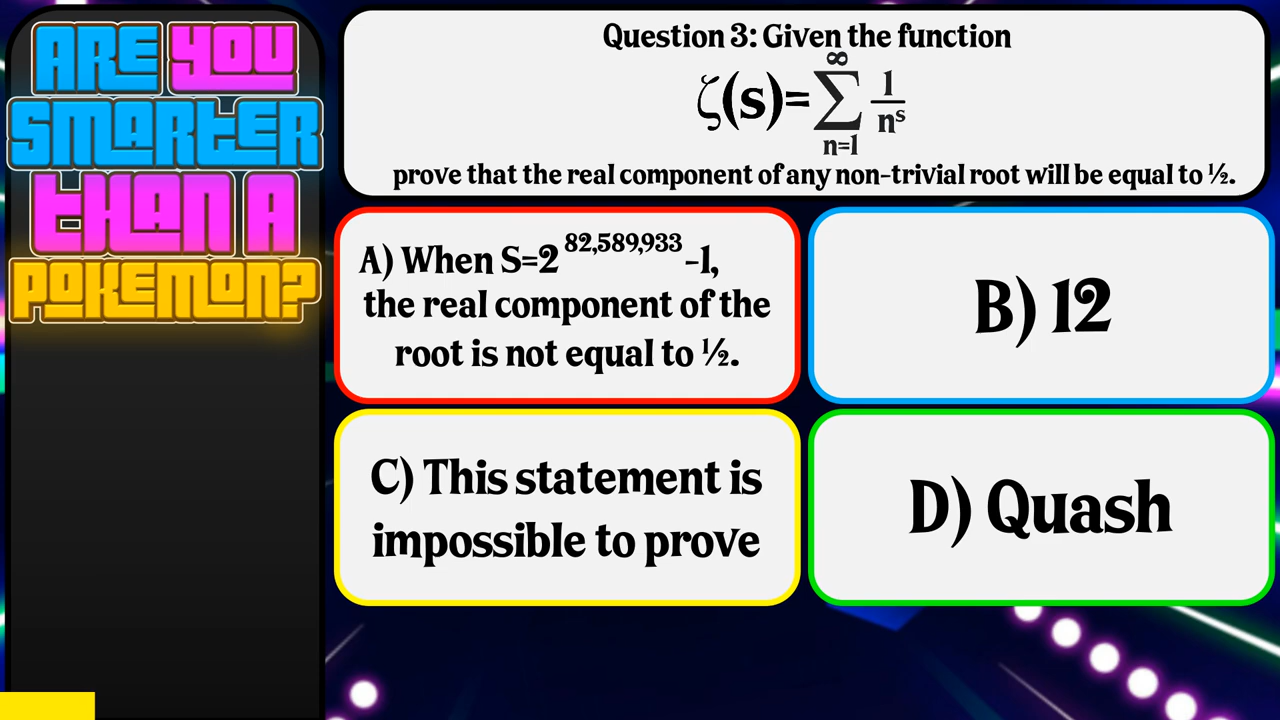 ARE YOU
SMARTER
THAN A
POKEMON?
Question 3: Given the function
∞
ζ(s)=∑ 1/nˢ
n=1
prove that the real component of any non-trivial root will be equal to ½.
A) When S=2^82,589,933 -1,
the real component of the
root is not equal to ½.
B) 12
C) This statement is
impossible to prove
D) Quash